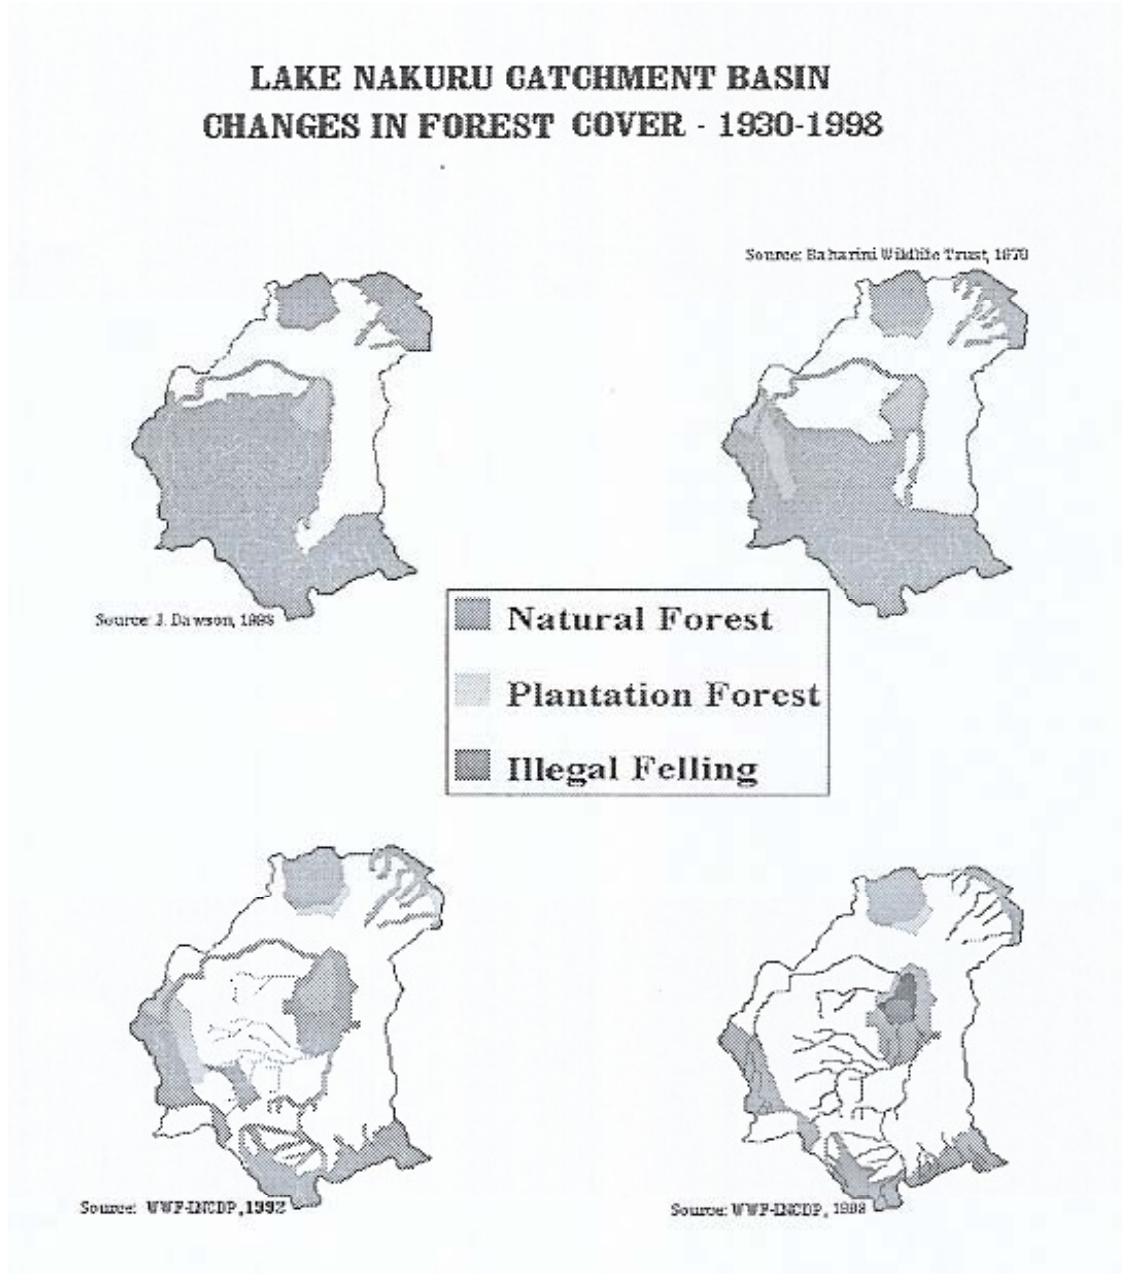 LAKE NAKURU CATCHMENT BASIN
CHANGES IN FOREST COVER - 1930-1998
Source: Baharini Wildlife Trust, 1970
Source: J. Dawson,
Natural Forest
Plantation Forest
Illegal Felling
Source: WWF-LNCDP, 1992
Source: WWF-LNCDP, 1998